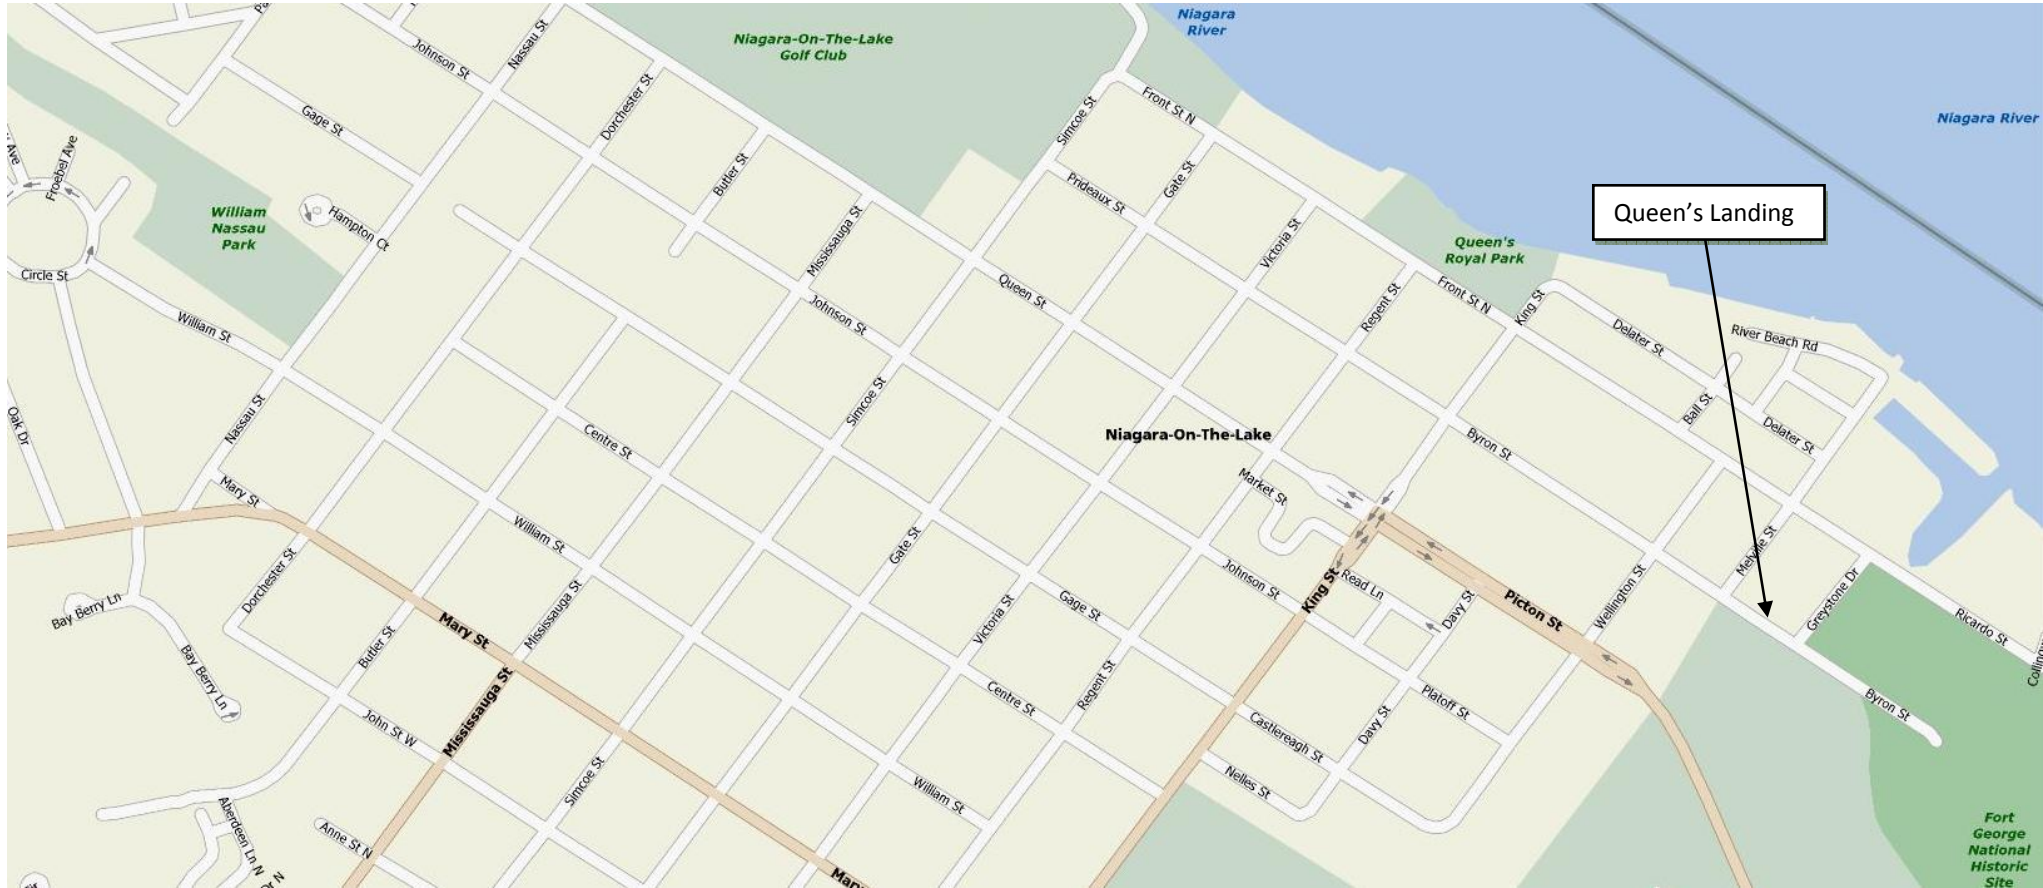 Niagara
River
Niagara-On-The-Lake
Golf Club
Nassau St
Johnson St
Dorchester St
Gage St
Simcoe St
Front St N
Niagara River
Froebel Ave
Ave
Butler St
Prideaux St
Gate St
Queen's Landing
William
Nassau
Park
Hampton Ct
Mississauga St
Victoria St
Queen's
Royal Park
Circle St
Queen St
Front St N
King St
Regent St
Johnson St
William St
Delater St
River Beach Rd
Simcoe St
Ball St
Oak Dr
Nassau St
Centre St
Niagara-On-The-Lake
Byron St
Delater St
Market St
Mary St
William St
Gate St
Johnson St
Read Ln
King St
Davy St
Picton St
Wellington St
Melville St
Greystone Dr
Ricardo St
Dorchester St
Bay Berry Ln
Mary St
Mississauga St
Butler St
Victoria St
Gage St
Regent St
Centre St
Platoff St
Davy St
Castlereagh St
Byron St
Bay Berry Ln
John St W
Mississauga St
Simcoe St
Nelles St
William St
Aberdeen Ln N
Anne St N
Mary
Fort
George
National
Historic
Site